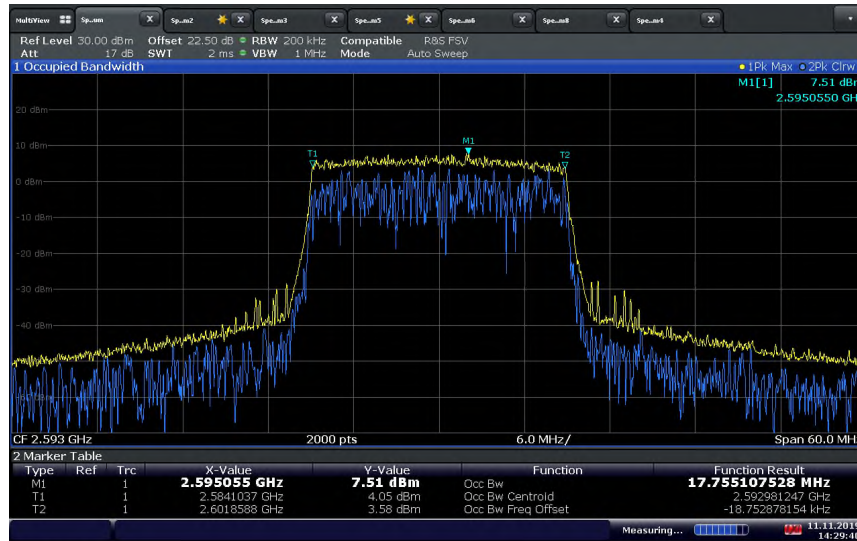 MultiView Sp..um X Sp..m2 X Spe...m3 X Spe..m5 X Spe..m6 X Spe..m8 X Spe..m4 X
Ref Level 30.00 dBm Offset 22.50 dB RBW 200 kHz Compatible R&S FSV
Att 17 dB SWT 2 ms VBW 1 MHz Mode Auto Sweep
1 Occupied Bandwidth 1Pk Max 2Pk Clrw
M1[1] 7.51 dBm
2.5950550 GH
20 dBm
10 dBm
M1
T1
T2
0 dBm
-10 dBm
-20 dBm
-30 dBm
-40 dBm
CF 2.593 GHz 2000 pts 6.0 MHz/ Span 60.0 MH
2 Marker Table
Type Ref Trc X-Value Y-Value Function Function Result
M1 1 2.595055 GHz 7.51 dBm Occ Bw 17.755107528 MHz
T1 1 2.5841037 GHz 4.05 dBm Occ Bw Centroid 2.592981247 GHz
T2 1 2.6018588 GHz 3.58 dBm Occ Bw Freq Offset -18.752878154 kHz
Measuring... 11.11.2019
14:29:48